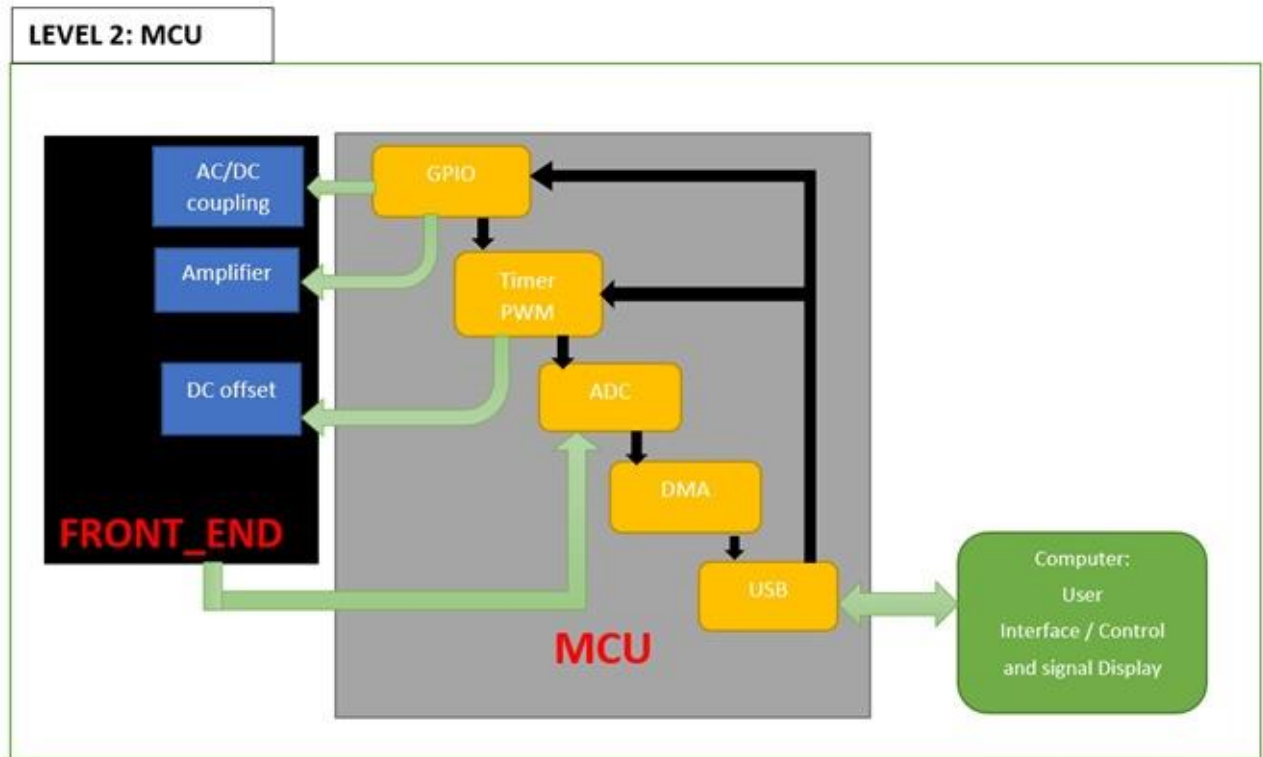 LEVEL 2: MCU
AC/DC
coupling
GPIO
Amplifier
Timer
PWM
DC offset
ADC
DMA
FRONT_END
USB
MCU
Computer:
User
Interface / Control
and signal Display